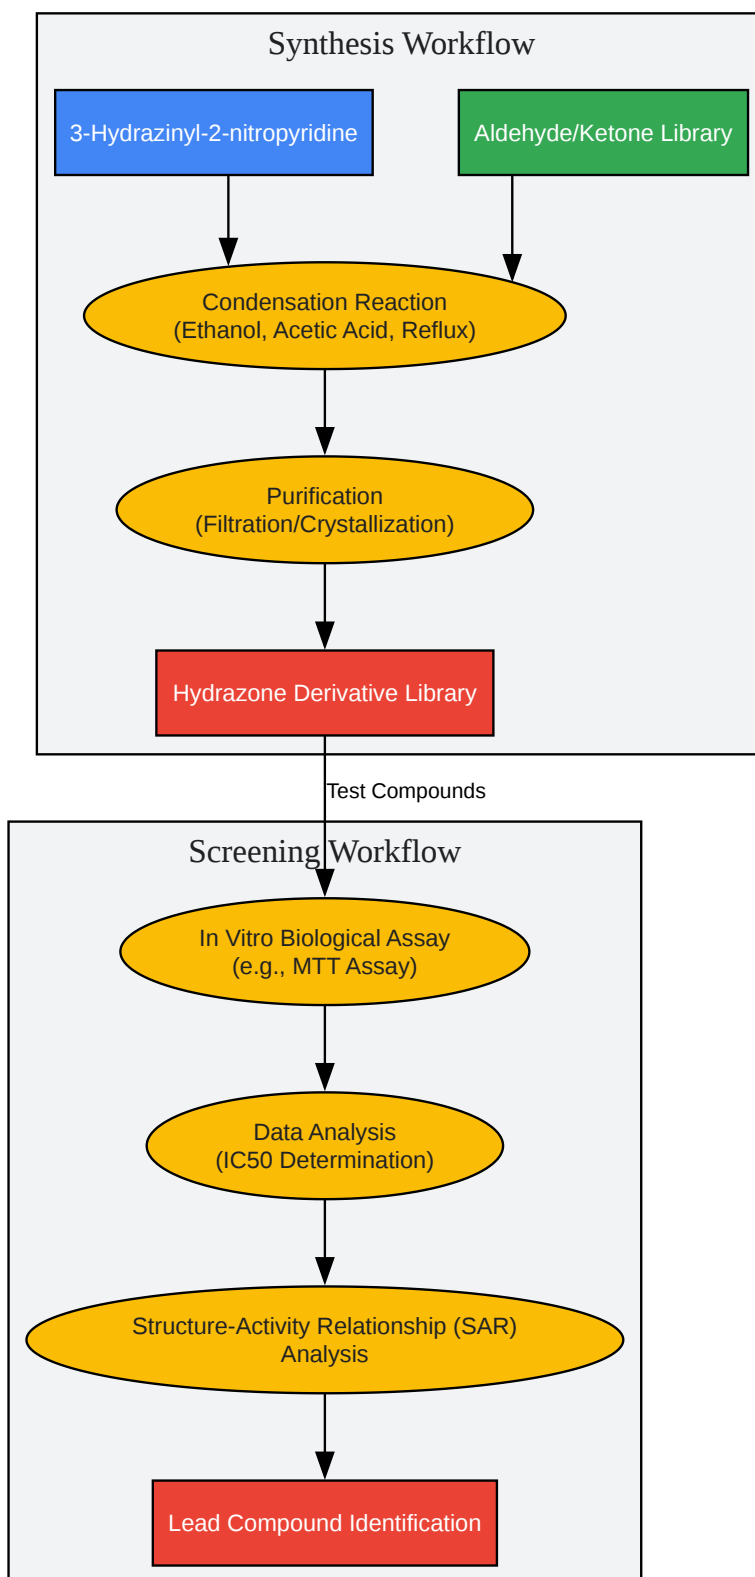 Synthesis Workflow
3-Hydrazinyl-2-nitropyridine
Aldehyde/Ketone Library
Condensation Reaction
(Ethanol, Acetic Acid, Reflux)
Purification
(Filtration/Crystallization)
Hydrazone Derivative Library
Test Compounds
Screening Workflow
In Vitro Biological Assay
(e.g., MTT Assay)
Data Analysis
(IC50 Determination)
Structure-Activity Relationship (SAR)
Analysis
Lead Compound Identification